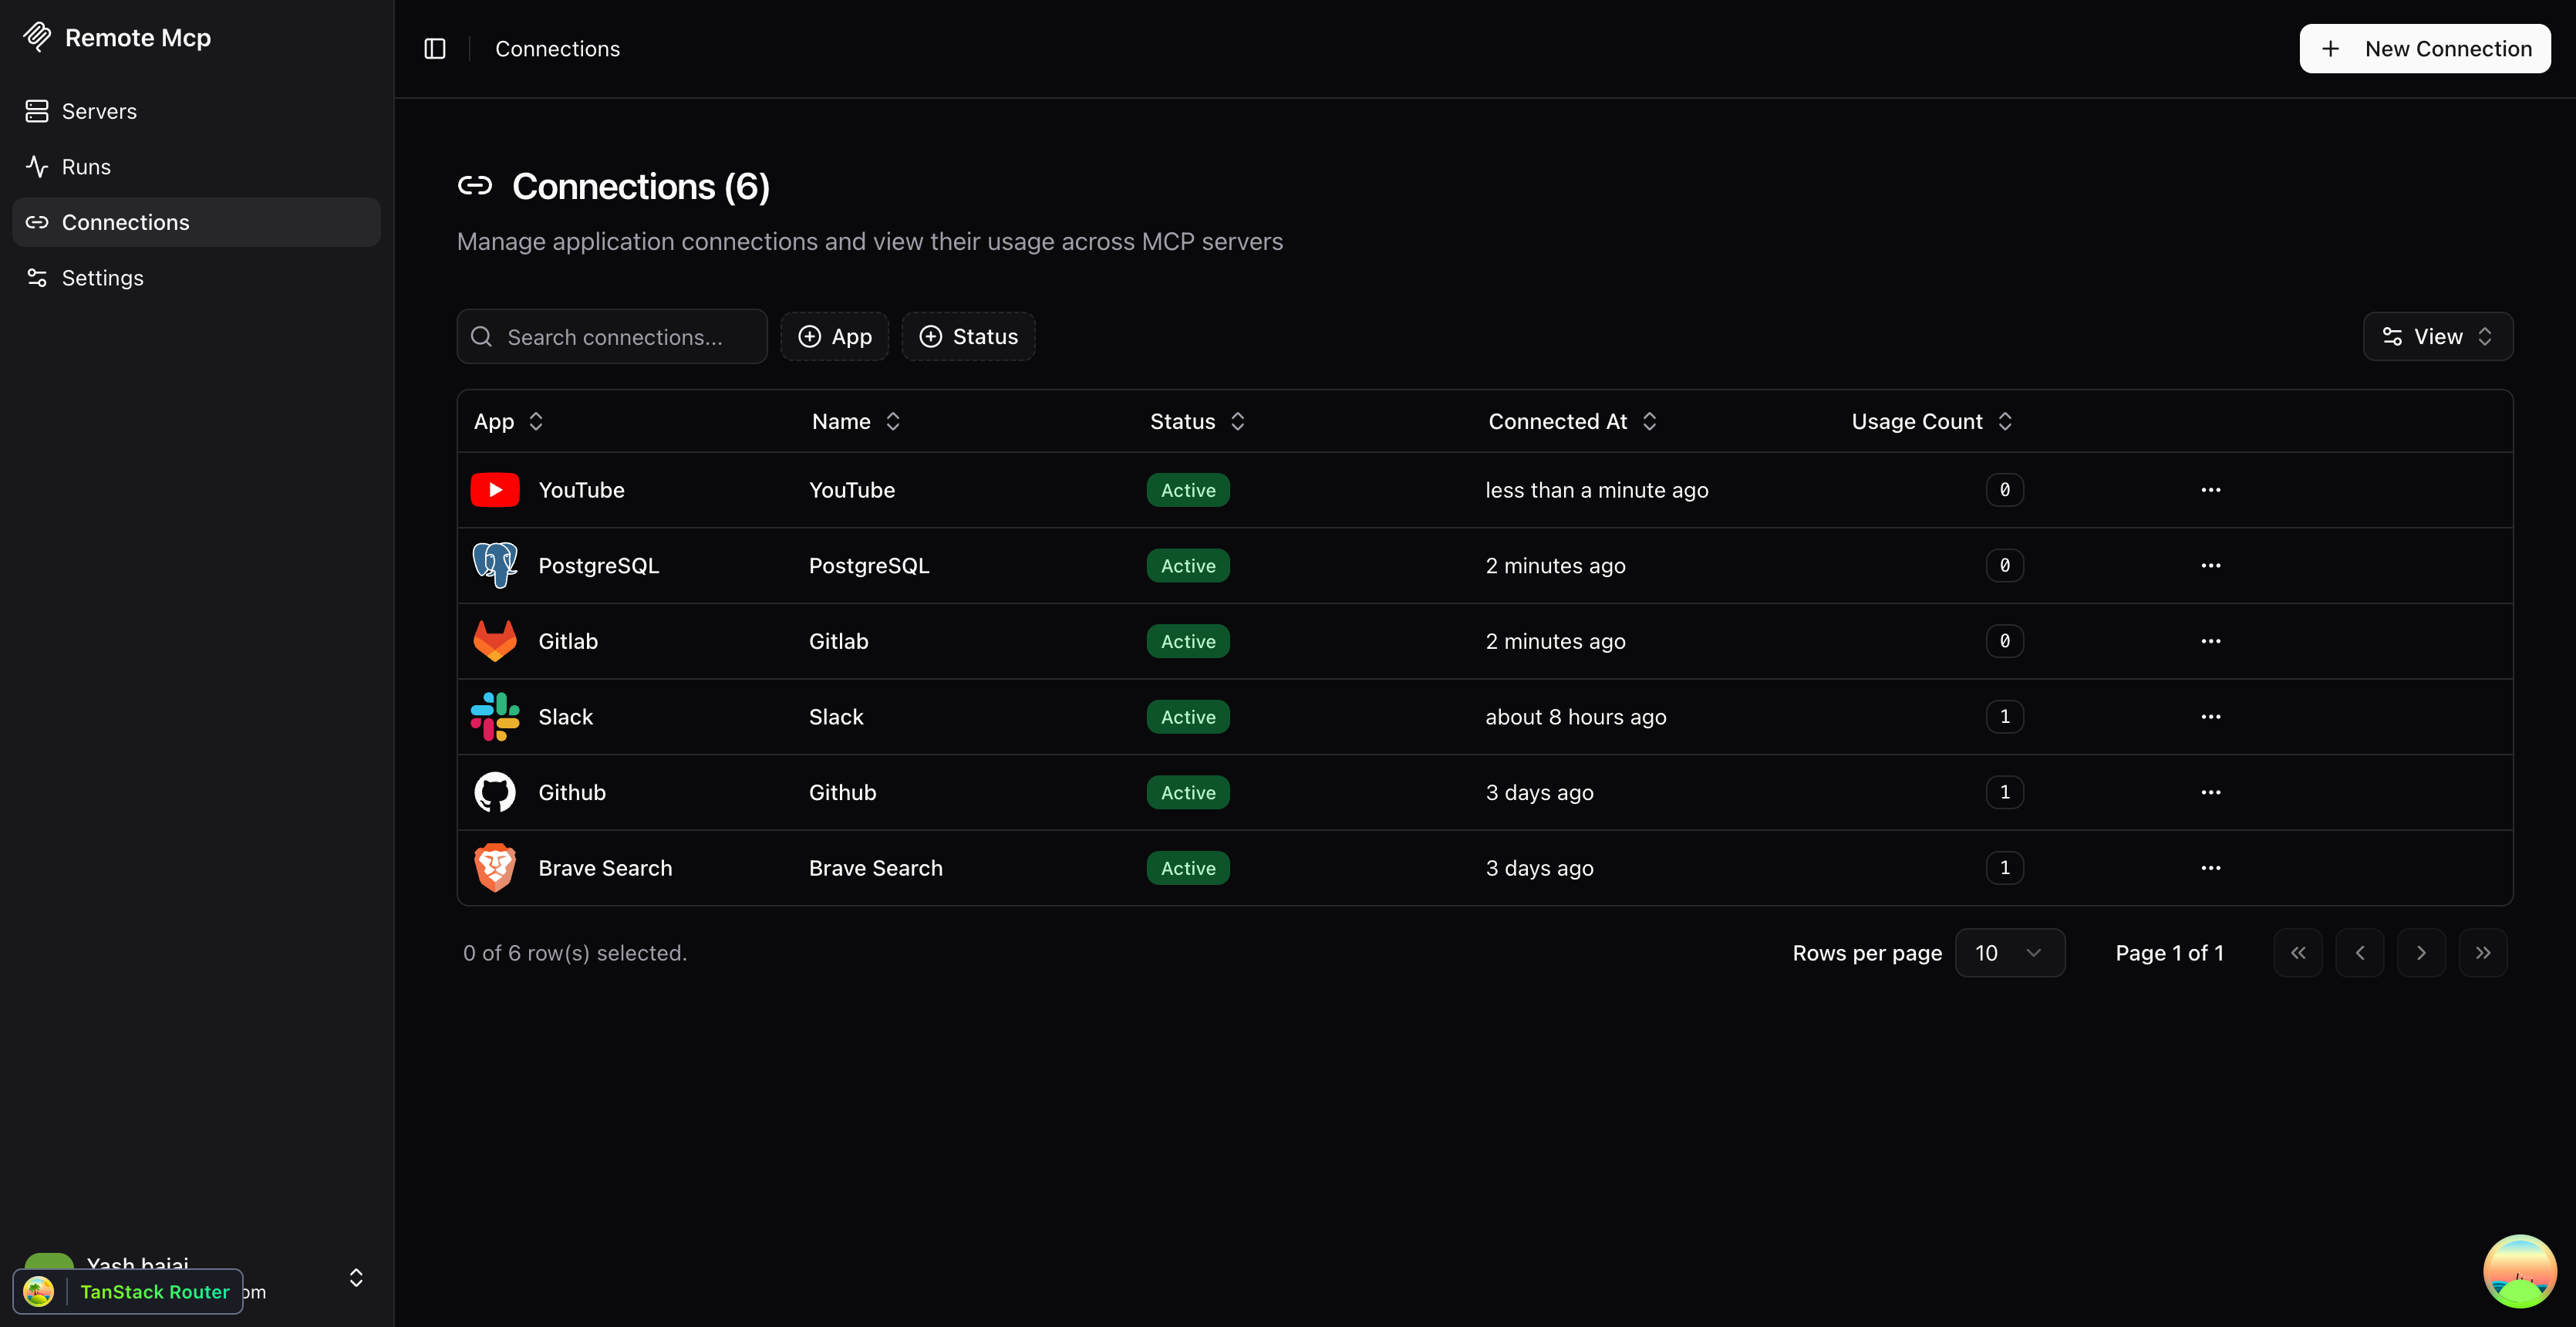 Remote Mcp
Servers
Runs
Connections
Settings
Connections
New Connection
Connections (6)
Manage application connections and view their usage across MCP servers
Search connections...
App
Status
View
App Name Status Connected At Usage Count
YouTube YouTube Active less than a minute ago 0
PostgreSQL PostgreSQL Active 2 minutes ago 0
Gitlab Gitlab Active 2 minutes ago 0
Slack Slack Active about 8 hours ago 1
Github Github Active 3 days ago 1
Brave Search Brave Search Active 3 days ago 1
0 of 6 row(s) selected.
Rows per page 10 Page 1 of 1
Yash bajaj
TanStack Router om